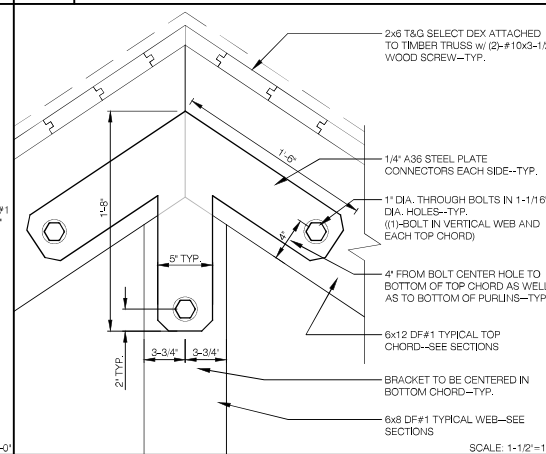 2x6 T&G SELECT DEX ATTACHED
TO TIMBER TRUSS w/ (2)-#10x3-1/2
WOOD SCREW–TYP.
1'-6"
1/4" A36 STEEL PLATE
CONNECTORS EACH SIDE--TYP.
1'-8"
#1
1" DIA. THROUGH BOLTS IN 1-1/16"
DIA. HOLES--TYP.
((1)-BOLT IN VERTICAL WEB AND
EACH TOP CHORD)
4"
5" TYP.
4" FROM BOLT CENTER HOLE TO
BOTTOM OF TOP CHORD AS WELL
AS TO BOTTOM OF PURLINS—TYP
6x12 DF#1 TYPICAL TOP
CHORD--SEE SECTIONS
2" TYP.
3-3/4" 3-3/4"
BRACKET TO BE CENTERED IN
BOTTOM CHORD–TYP.
6x8 DF#1 TYPICAL WEB—SEE
SECTIONS
-0"
SCALE: 1-1/2"=1